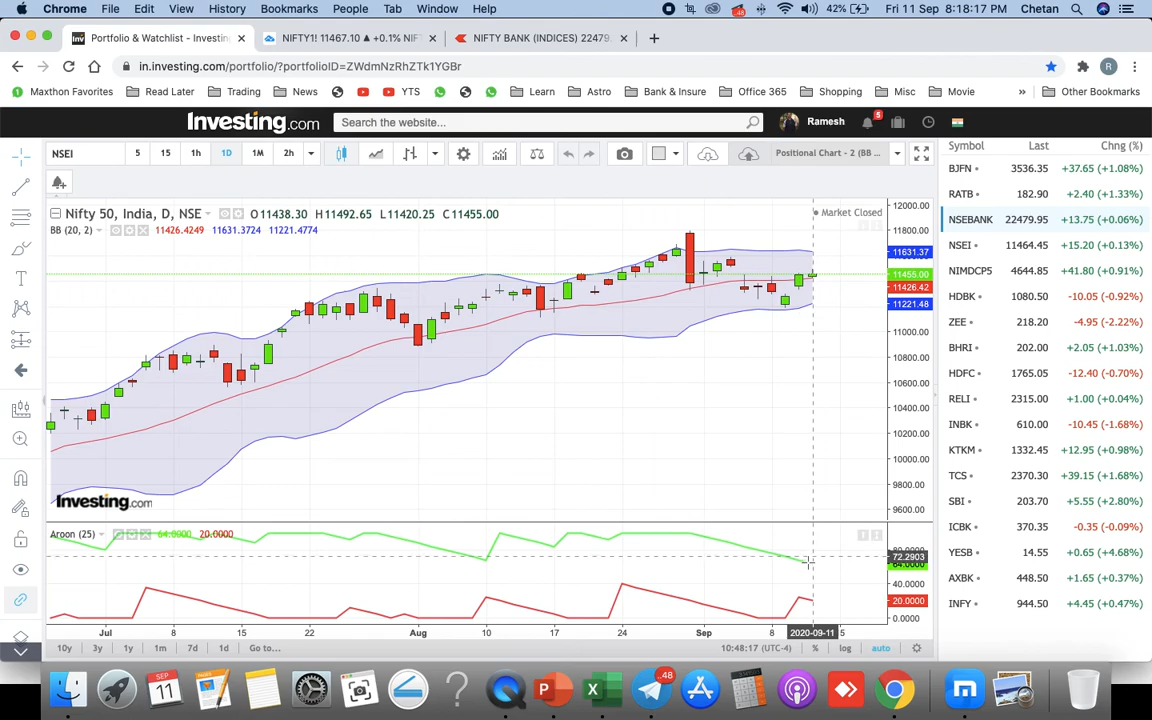 Chrome File Edit View History Bookmarks People Tab Window Help 42% Fri 11 Sep 8:18:17 PM Chetan
Portfolio & Watchlist - Investin NIFTY1! 11467.10 ▲ +0.1% NIFT NIFTY BANK (INDICES) 22479.
in.investing.com/portfolio/?portfolioID=ZWdmNzRhZTk1YGBr R
Maxthon Favorites Read Later Trading News YTS Learn Astro Bank & Insure Office 365 Shopping Misc Movie » Other Bookmarks
Investing.com Search the website... Ramesh 5
NSEI 5 15 1h 1D 1M 2h Positional Chart - 2 (BB ...
Symbol Last Chng (%)
Nifty 50, India, D, NSE O11438.30 H11492.65 L11420.25 C11455.00
BB (20, 2) 11426.4249 11631.3724 11221.4774
Market Closed
12000.00
11800.00
11631.37
11455.00
11426.42
11221.48
11000.00
10800.00
10600.00
10400.00
10200.00
10000.00
9800.00
9600.00
Investing.com
Aroon (25) 64.0000 20.0000
72.2903
64.0000
40.0000
20.0000
0.0000
Jul 8 15 22 Aug 10 17 24 Sep 8 2020-09-11 5
10y 3y 1y 1m 7d 1d Go to... 10:48:17 (UTC-4) % log auto
BJFN 3536.35 +37.65 (+1.08%)
RATB 182.90 +2.40 (+1.33%)
NSEBANK 22479.95 +13.75 (+0.06%)
NSEI 11464.45 +15.20 (+0.13%)
NIMDCP5 4644.85 +41.80 (+0.91%)
HDBK 1080.50 -10.05 (-0.92%)
ZEE 218.20 -4.95 (-2.22%)
BHRI 202.00 +2.05 (+1.03%)
HDFC 1765.05 -12.40 (-0.70%)
RELI 2315.00 +1.00 (+0.04%)
INBK 610.00 -10.45 (-1.68%)
KTKM 1332.45 +12.95 (+0.98%)
TCS 2370.30 +39.15 (+1.68%)
SBI 203.70 +5.55 (+2.80%)
ICBK 370.35 -0.35 (-0.09%)
YESB 14.55 +0.65 (+4.68%)
AXBK 448.50 +1.65 (+0.37%)
INFY 944.50 +4.45 (+0.47%)
SEP
11